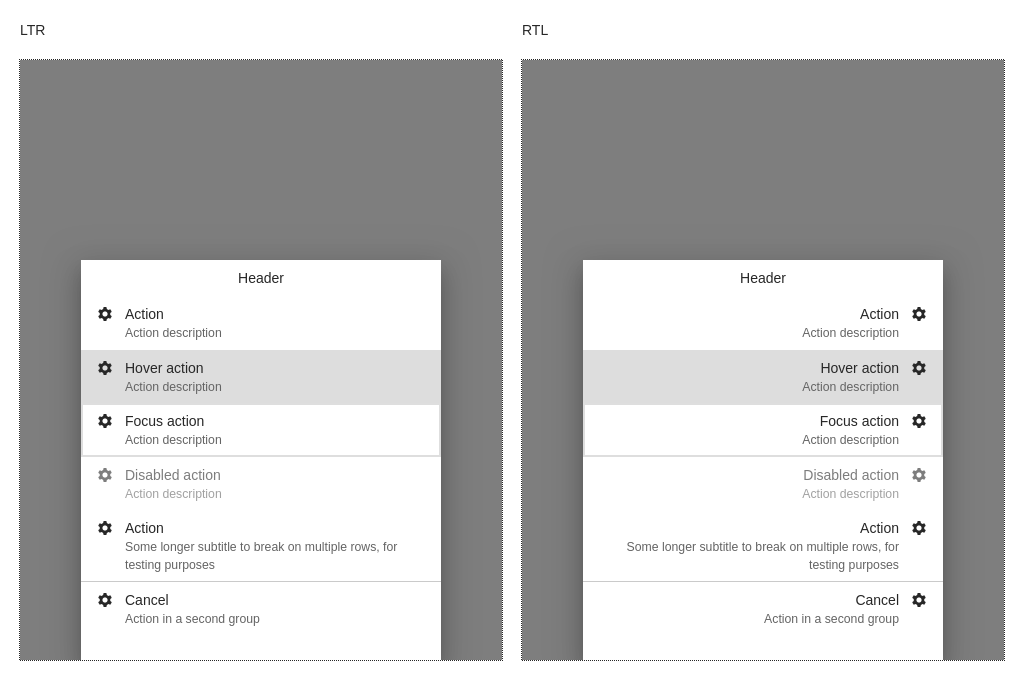 LTR
Header
Action
Action description
Hover action
Action description
Focus action
Action description
Disabled action
Action description
Action
Some longer subtitle to break on multiple rows, for
testing purposes
Cancel
Action in a second group
RTL
Header
Action
Action description
Hover action
Action description
Focus action
Action description
Disabled action
Action description
Action
Some longer subtitle to break on multiple rows, for
testing purposes
Cancel
Action in a second group